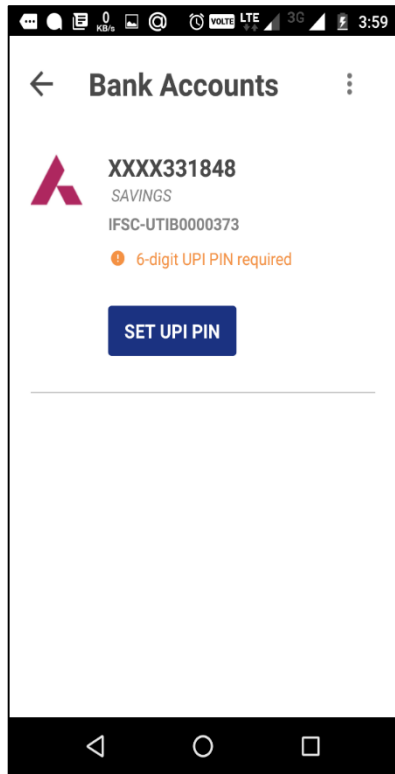 0 KB/s @ VOLTE LTE 3G 3:59
Bank Accounts
XXXX331848
SAVINGS
IFSC-UTIB0000373
6-digit UPI PIN required
SET UPI PIN